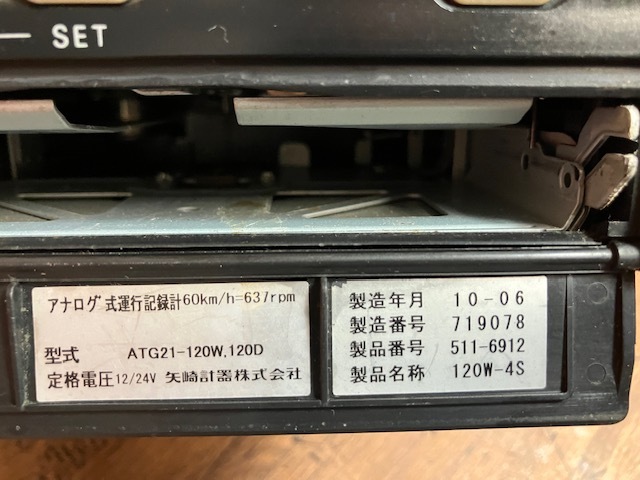 SET
アナログ式運行記録計60km/h=637rpm
型式 ATG21-120W,120D
定格電圧12/24V 矢崎計器株式会社
製造年月 10-06
製造番号 719078
製品番号 511-6912
製品名称 120W-4S